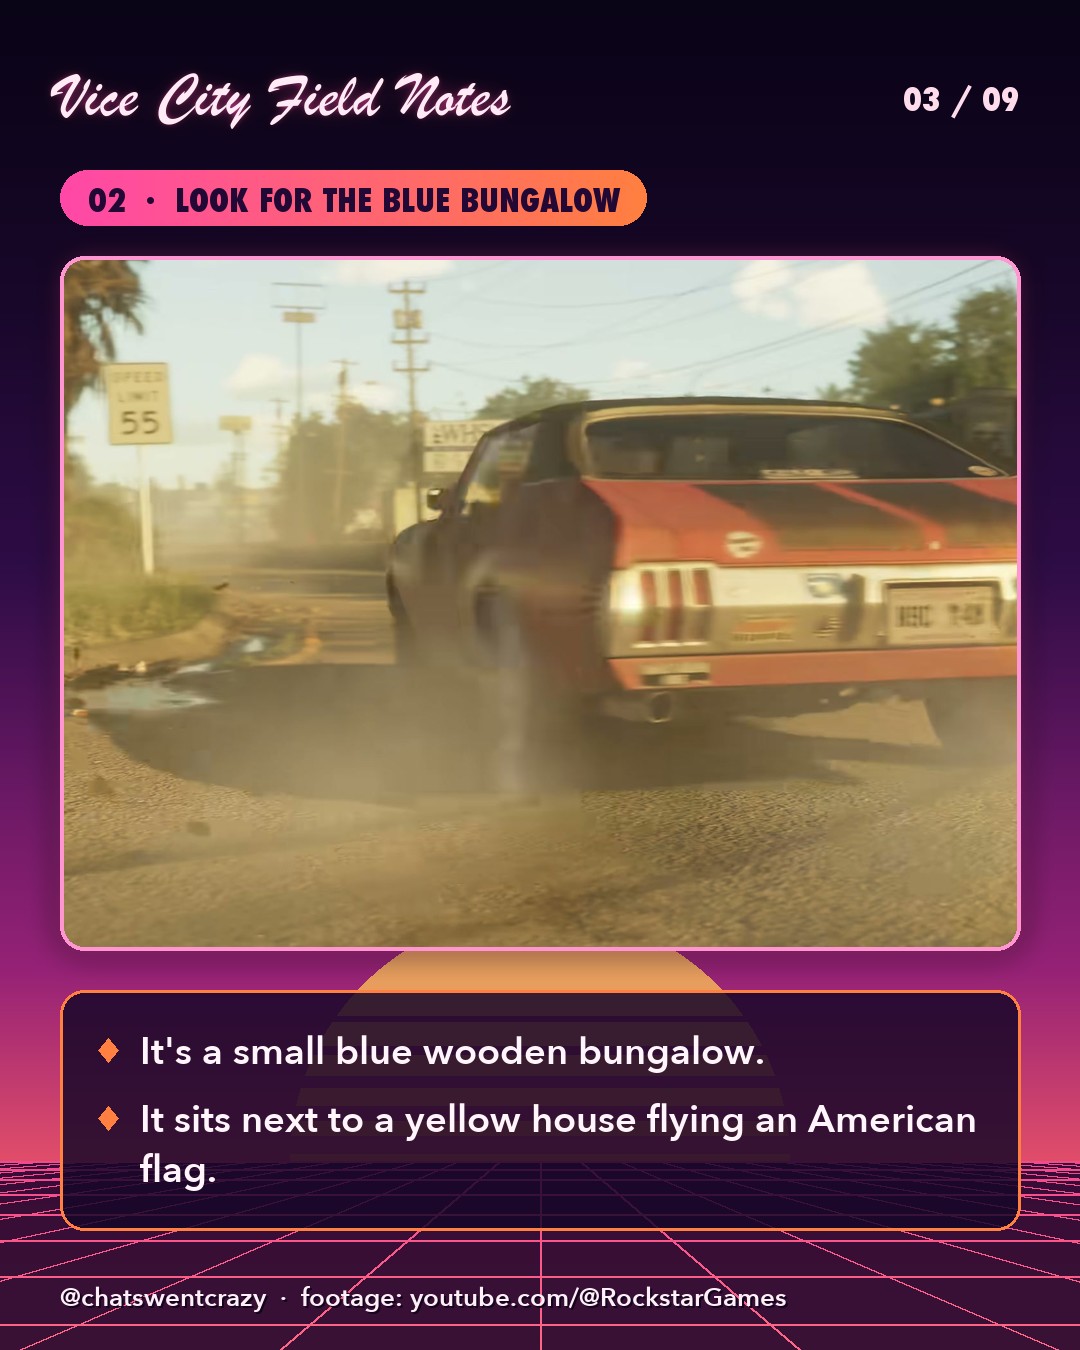 Vice City Field Notes
03 / 09
02 · LOOK FOR THE BLUE BUNGALOW
SPEED
LIMIT
55
It's a small blue wooden bungalow.
It sits next to a yellow house flying an American
flag.
@chatswentcrazy · footage: youtube.com/@RockstarGames